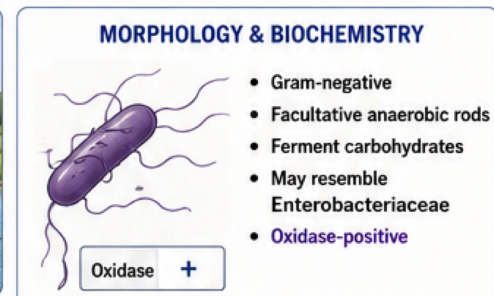 MORPHOLOGY & BIOCHEMISTRY
• Gram-negative
• Facultative anaerobic rods
• Ferment carbohydrates
• May resemble
Enterobacteriaceae
• Oxidase-positive
Oxidase +